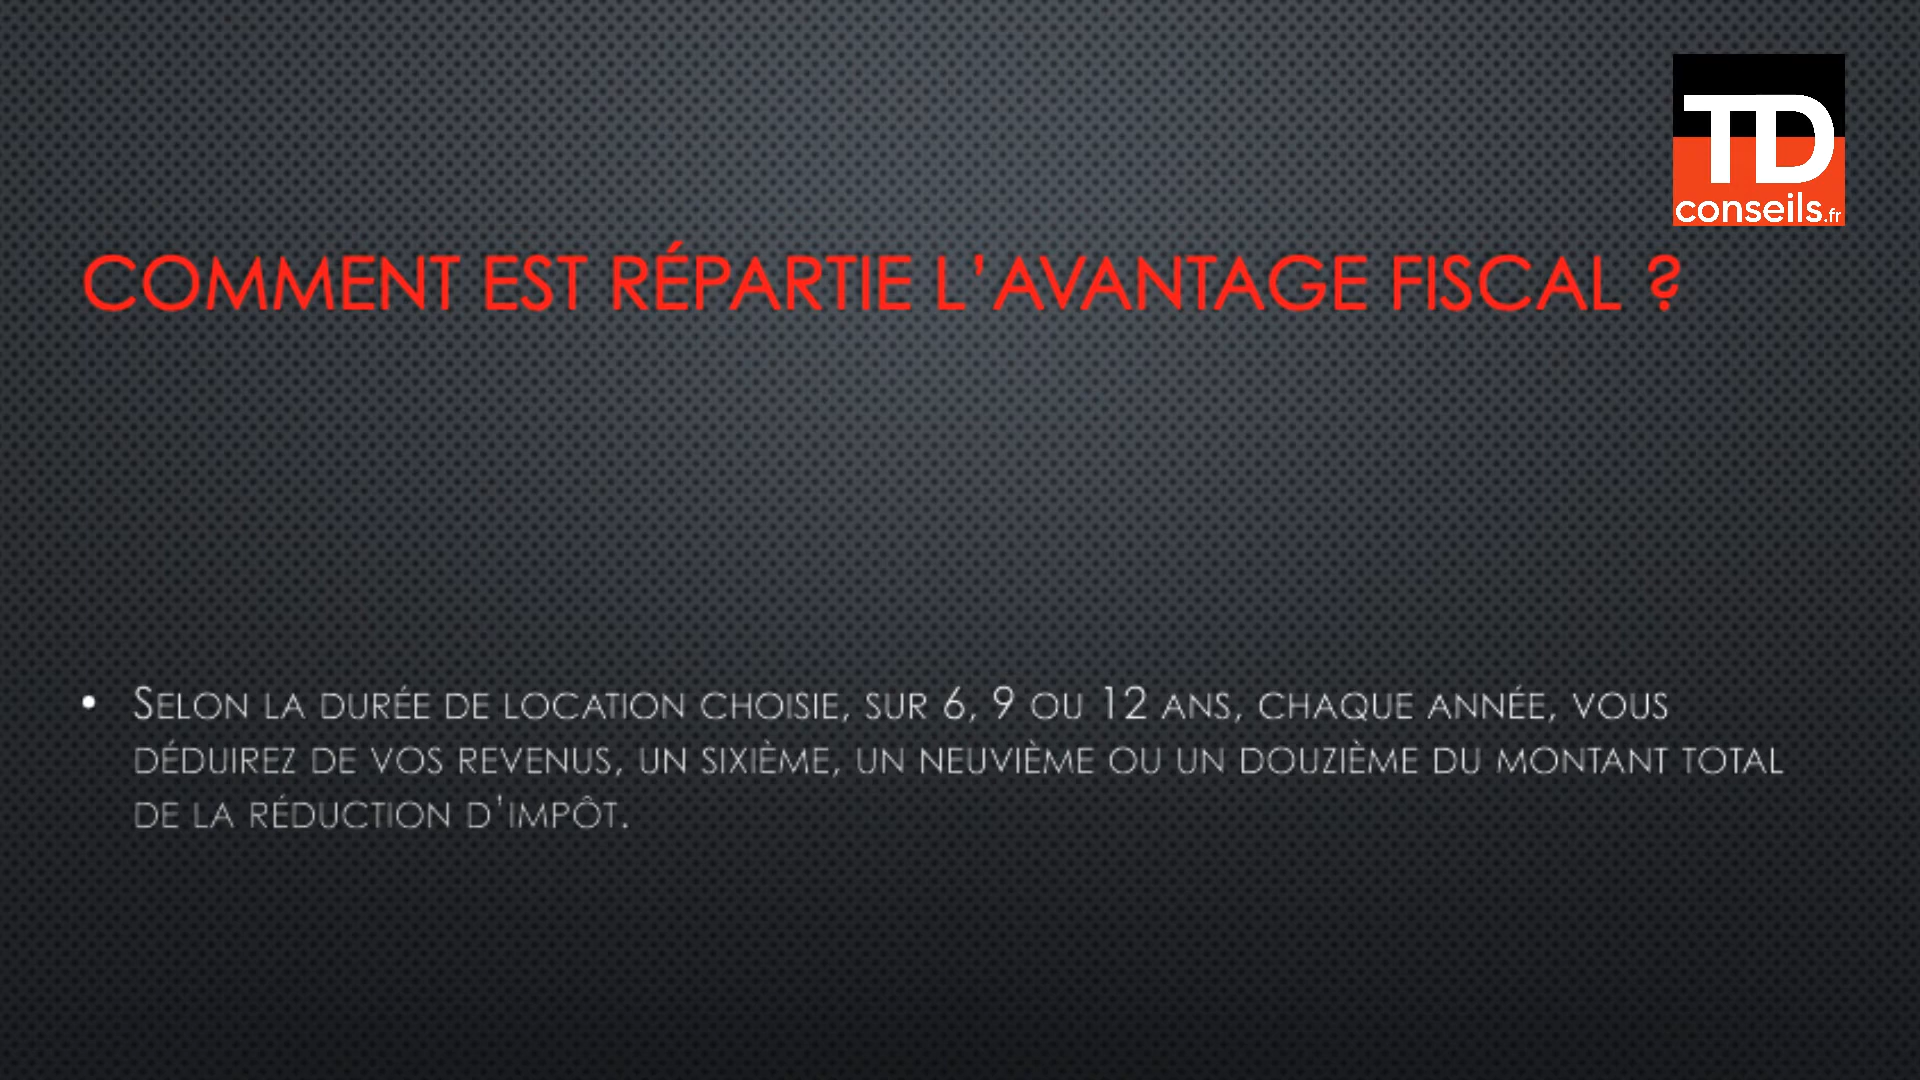 TD
conseils.fr
COMMENT EST RÉPARTIE L’AVANTAGE FISCAL ?
• SELON LA DURÉE DE LOCATION CHOISIE, SUR 6, 9 OU 12 ANS, CHAQUE ANNÉE, VOUS
DÉDUIREZ DE VOS REVENUS, UN SIXIÈME, UN NEUVIÈME OU UN DOUZIÈME DU MONTANT TOTAL
DE LA RÉDUCTION D’IMPÔT.